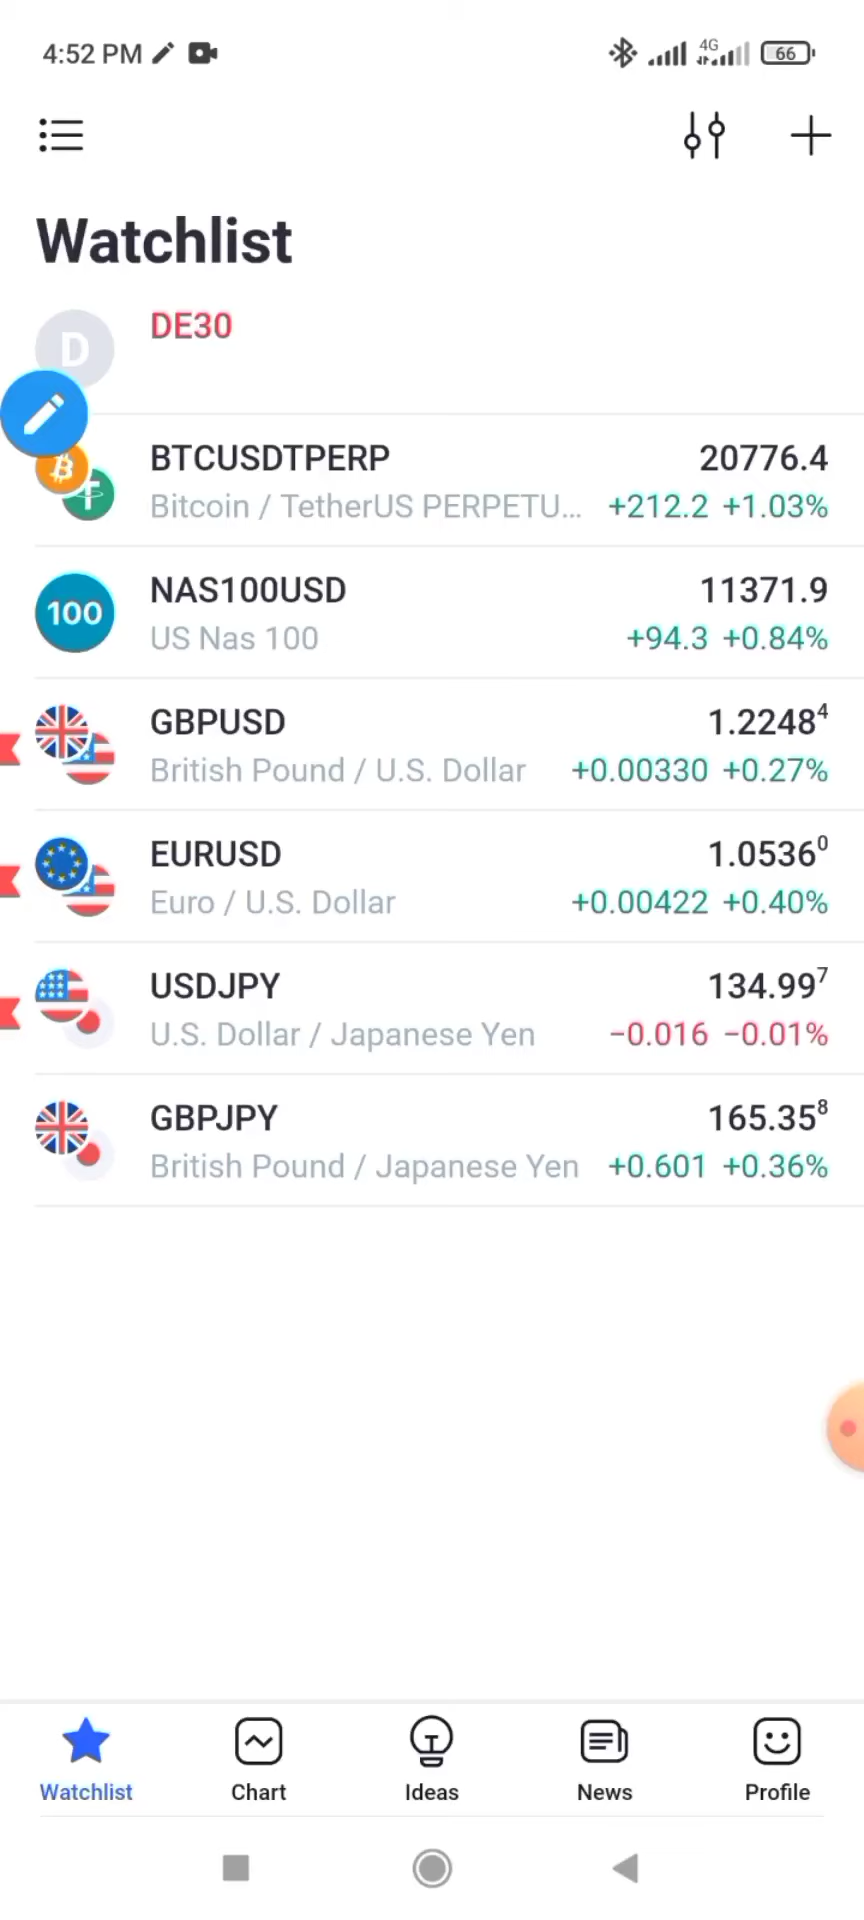 4:52 PM
4G
66
Watchlist
D
DE30
BTCUSDTPERP 20776.4
Bitcoin / TetherUS PERPETU... +212.2 +1.03%
100
NAS100USD 11371.9
US Nas 100 +94.3 +0.84%
GBPUSD 1.2248⁴
British Pound / U.S. Dollar +0.00330 +0.27%
EURUSD 1.0536⁰
Euro / U.S. Dollar +0.00422 +0.40%
USDJPY 134.99⁷
U.S. Dollar / Japanese Yen −0.016 −0.01%
GBPJPY 165.35⁸
British Pound / Japanese Yen +0.601 +0.36%
Watchlist Chart Ideas News Profile